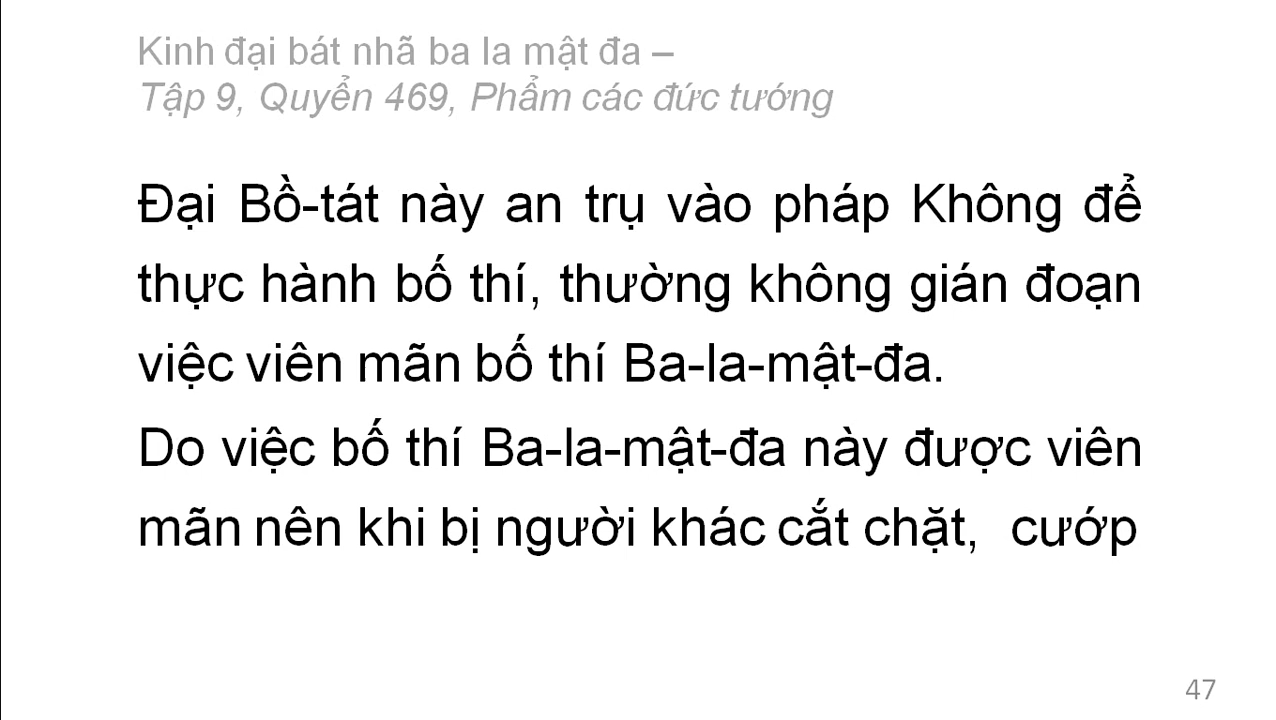 Kinh đại bát nhã ba la mật đa –
Tập 9, Quyển 469, Phẩm các đức tướng
Đại Bồ-tát này an trụ vào pháp Không để
thực hành bố thí, thường không gián đoạn
việc viên mãn bố thí Ba-la-mật-đa.
Do việc bố thí Ba-la-mật-đa này được viên
mãn nên khi bị người khác cắt chặt, cướp
47